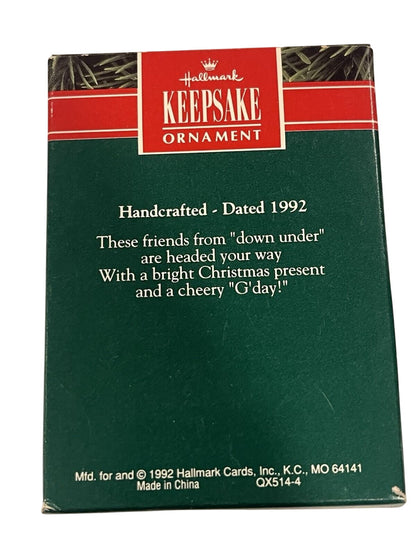 Hallmark
KEEPSAKE
ORNAMENT
Handcrafted - Dated 1992
These friends from "down under"
are headed your way
With a bright Christmas present
and a cheery "G'day!"
Mfd. for and © 1992 Hallmark Cards, Inc., K.C., MO 64141
Made in China QX514-4